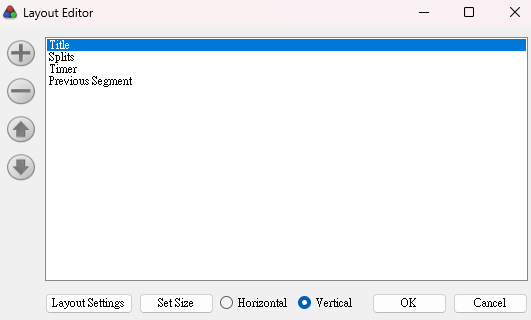 Layout Editor
Title
Splits
Timer
Previous Segment
Layout Settings Set Size Horizontal Vertical OK Cancel